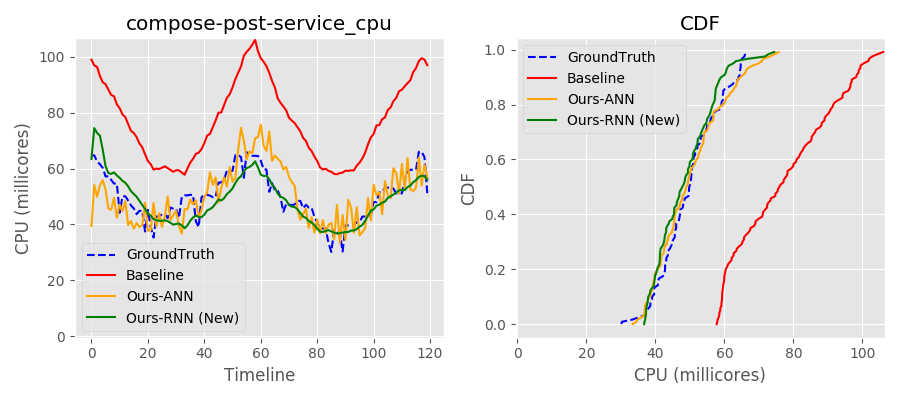 compose-post-service_cpu
CPU (millicores)
100
80
60
40
20
0
GroundTruth
Baseline
Ours-ANN
Ours-RNN (New)
0 20 40 60 80 100 120
Timeline
CDF
CDF
1.0
0.8
0.6
0.4
0.2
0.0
GroundTruth
Baseline
Ours-ANN
Ours-RNN (New)
0 20 40 60 80 100
CPU (millicores)